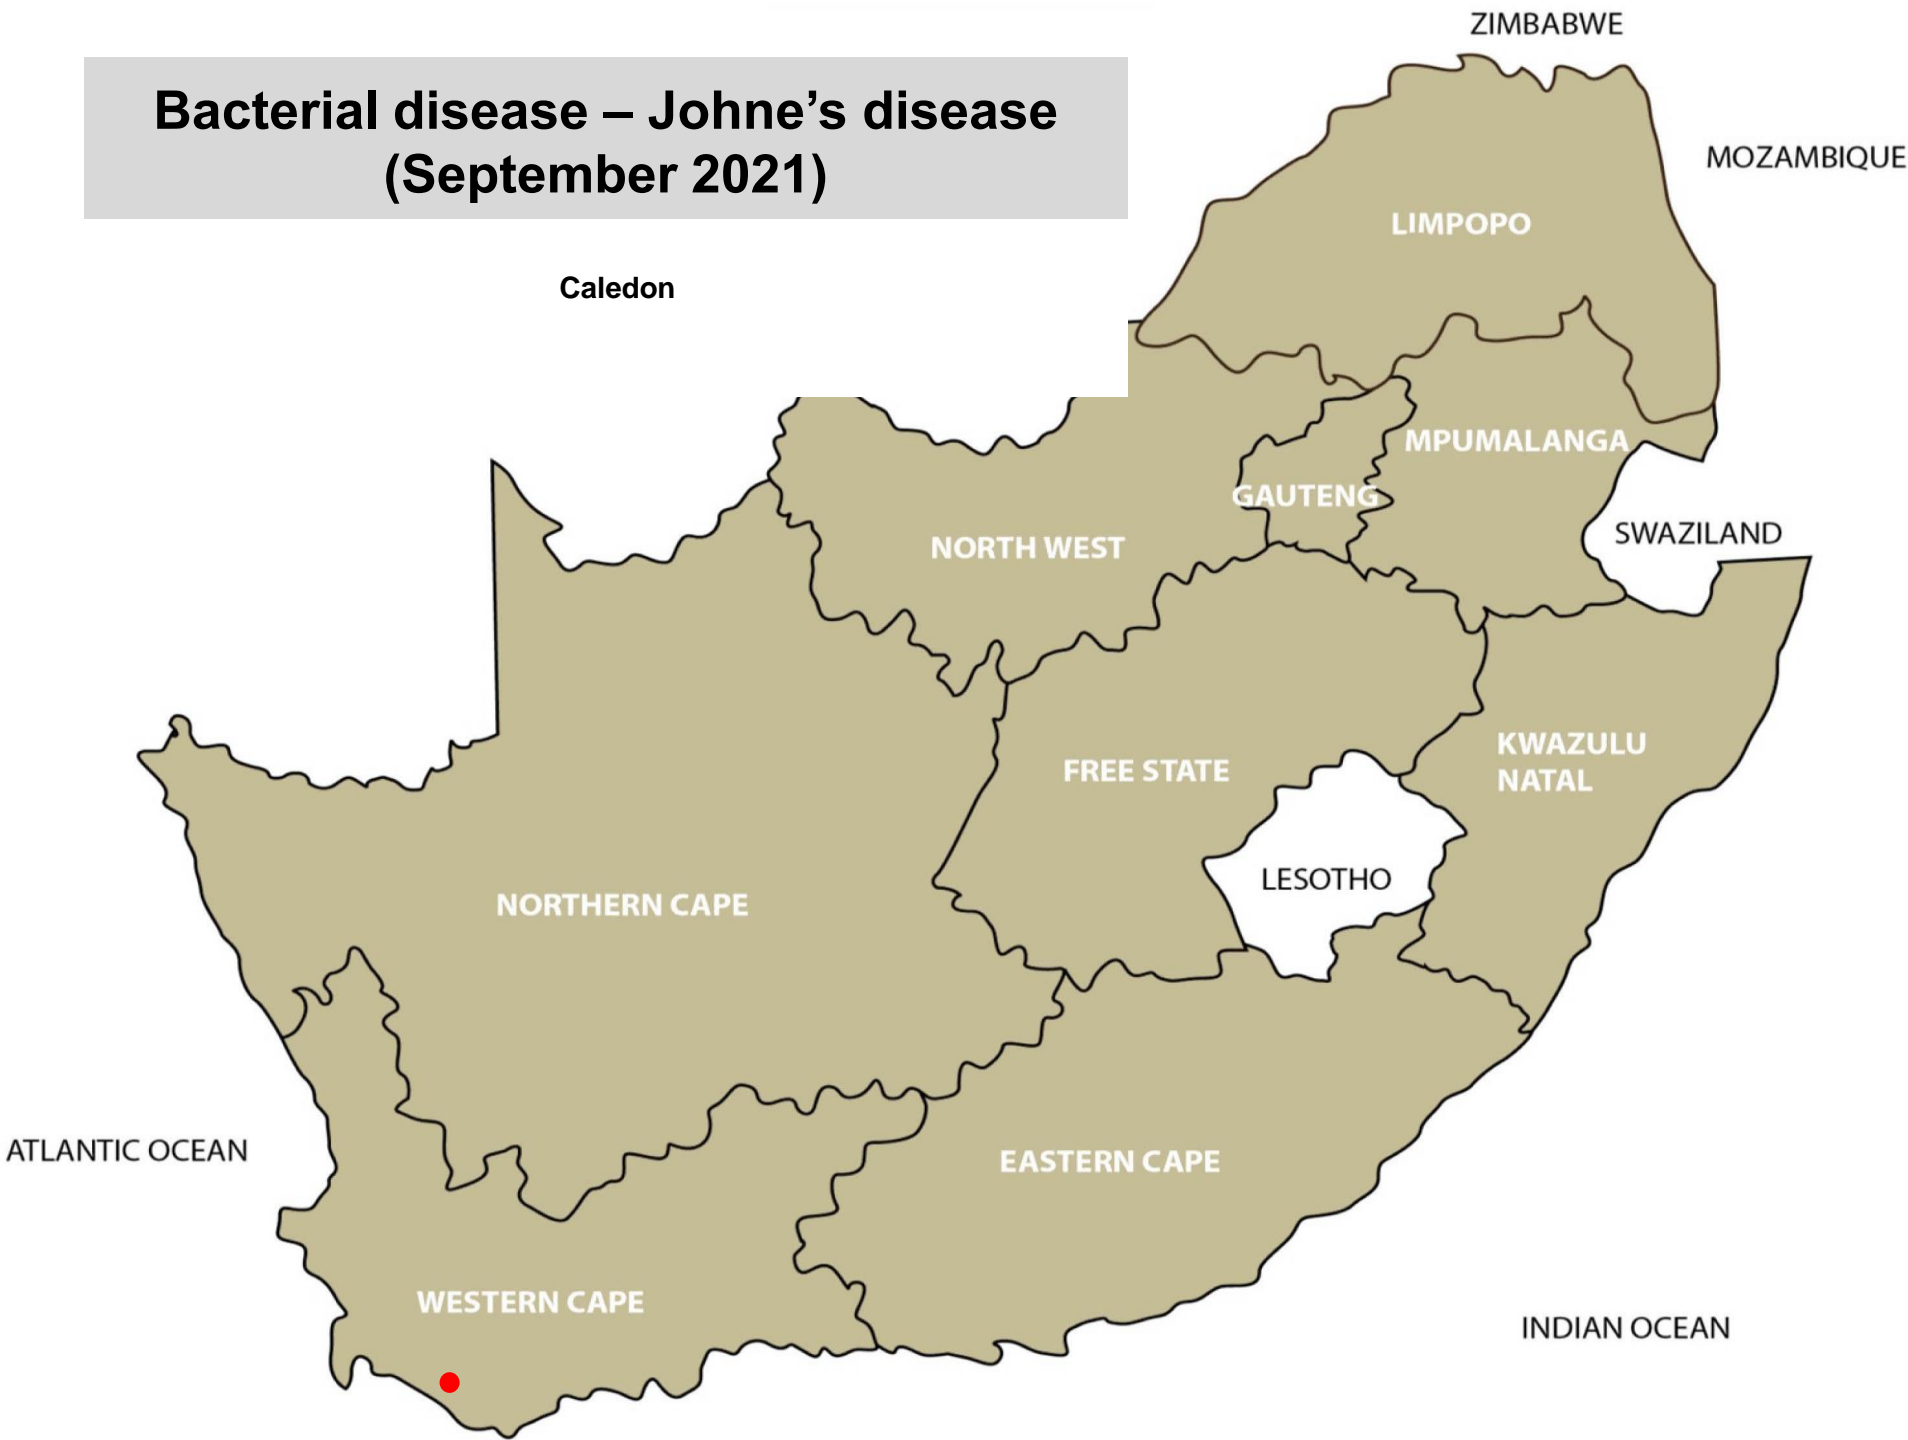 ZIMBABWE
Bacterial disease – Johne’s disease
(September 2021)
MOZAMBIQUE
LIMPOPO
Caledon
MPUMALANGA
GAUTENG
NORTH WEST
SWAZILAND
FREE STATE
KWAZULU
NATAL
LESOTHO
NORTHERN CAPE
ATLANTIC OCEAN
EASTERN CAPE
WESTERN CAPE
INDIAN OCEAN